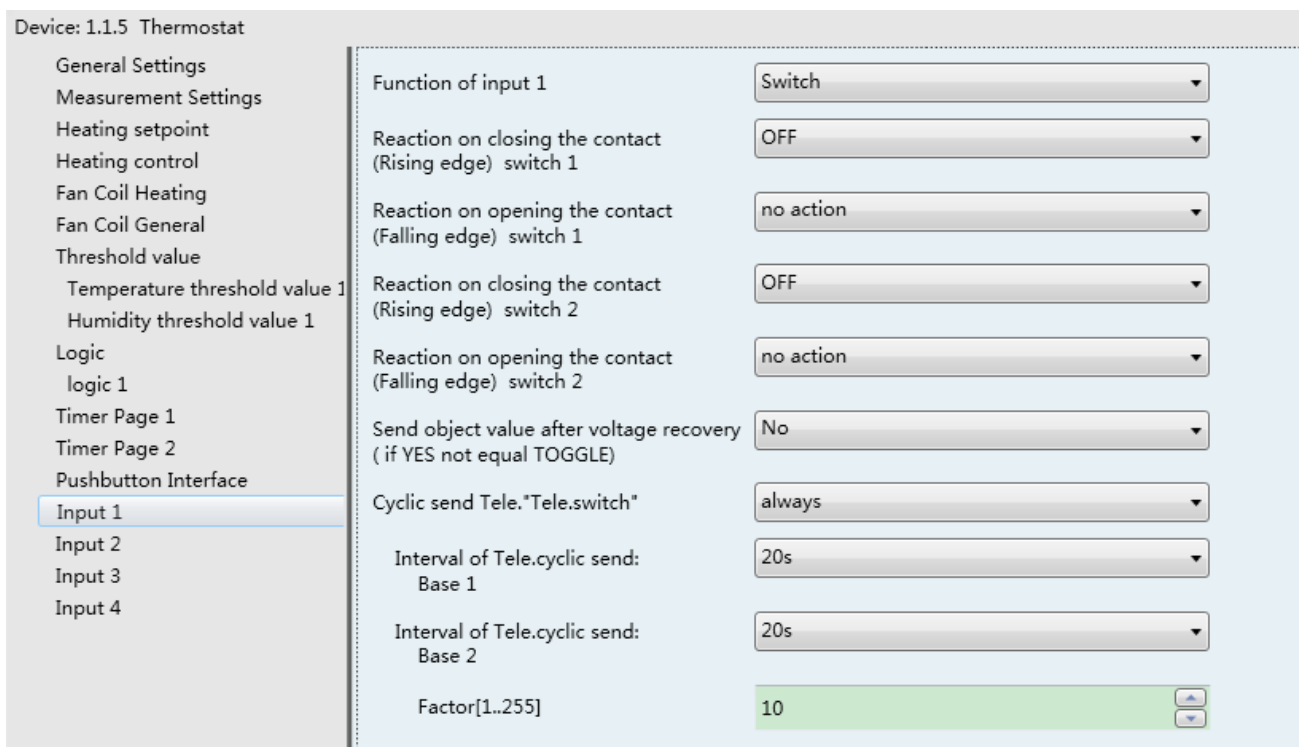 Device: 1.1.5 Thermostat
General Settings
Measurement Settings
Heating setpoint
Heating control
Fan Coil Heating
Fan Coil General
Threshold value
Temperature threshold value 1
Humidity threshold value 1
Logic
logic 1
Timer Page 1
Timer Page 2
Pushbutton Interface
Input 1
Input 2
Input 3
Input 4
Function of input 1
Switch
Reaction on closing the contact
(Rising edge) switch 1
OFF
Reaction on opening the contact
(Falling edge) switch 1
no action
Reaction on closing the contact
(Rising edge) switch 2
OFF
Reaction on opening the contact
(Falling edge) switch 2
no action
Send object value after voltage recovery
( if YES not equal TOGGLE)
No
Cyclic send Tele."Tele.switch"
always
Interval of Tele.cyclic send:
Base 1
20s
Interval of Tele.cyclic send:
Base 2
20s
Factor[1..255]
10